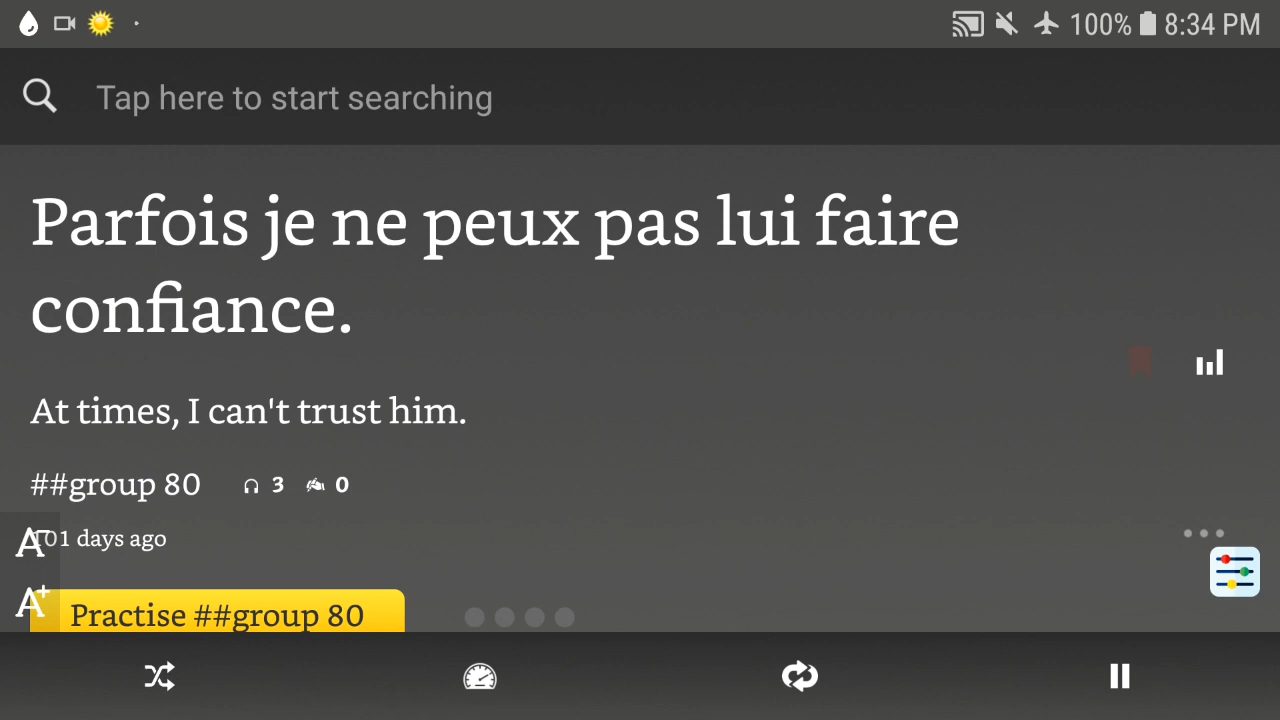 100% 8:34 PM
Tap here to start searching
Parfois je ne peux pas lui faire
confiance.
At times, I can't trust him.
##group 80 3 0
101 days ago
A-
A+
Practise ##group 80